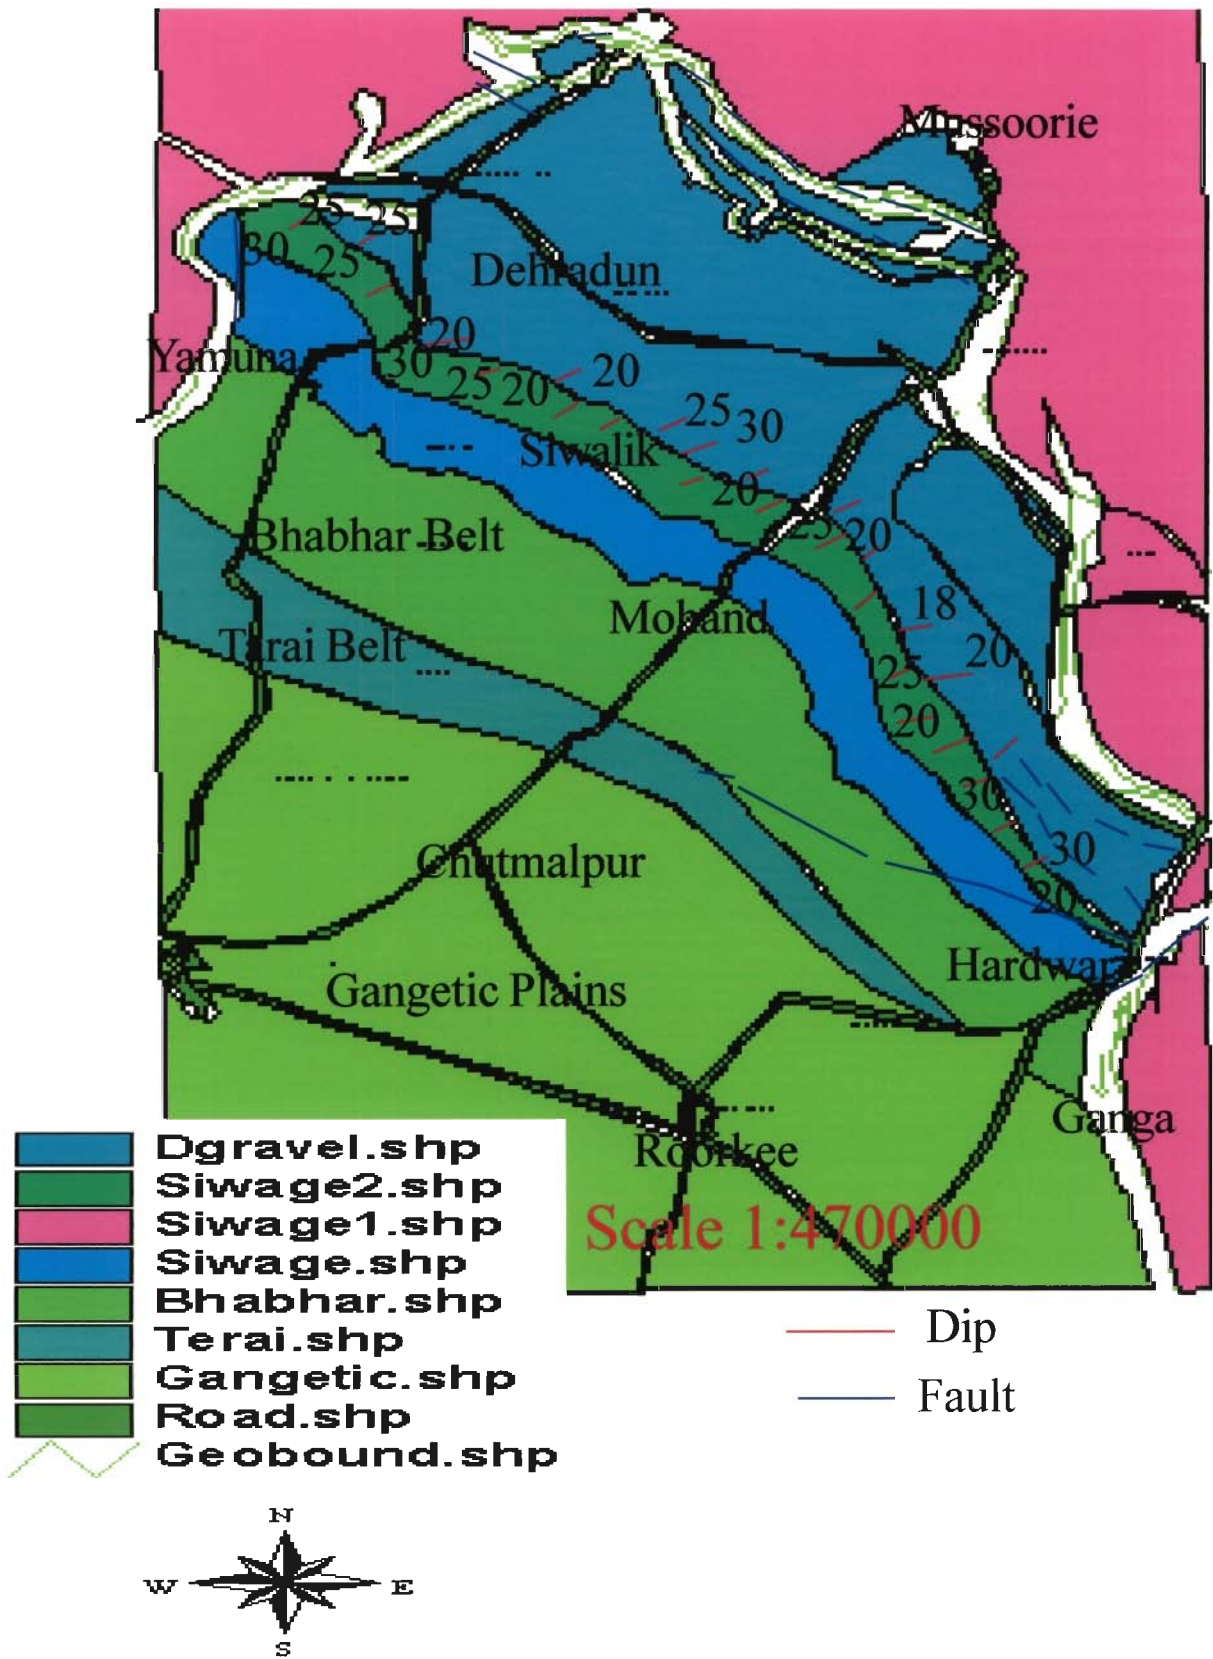 Mussoorie
25
25
30
25
Dehradun
20
Yamuna
30
25
20
20
25
30
Siwalik
20
25
20
Bhabhar Belt
Mohand
18
Tarai Belt
20
25
20
30
30
Chutmalpur
20
Hardwar
Gangetic Plains
Ganga
Roorkee
Scale 1:470000
Dgravel.shp
Siwage2.shp
Siwage1.shp
Siwage.shp
Bhabhar.shp
Terai.shp
Gangetic.shp
Road.shp
Geobound.shp
Dip
Fault
N
W
E
S